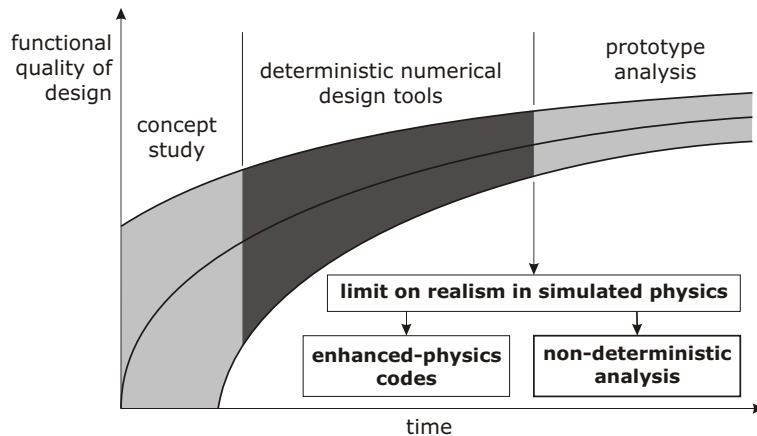 functional
quality of
design
concept
study
deterministic numerical
design tools
prototype
analysis
limit on realism in simulated physics
enhanced-physics
codes
non-deterministic
analysis
time